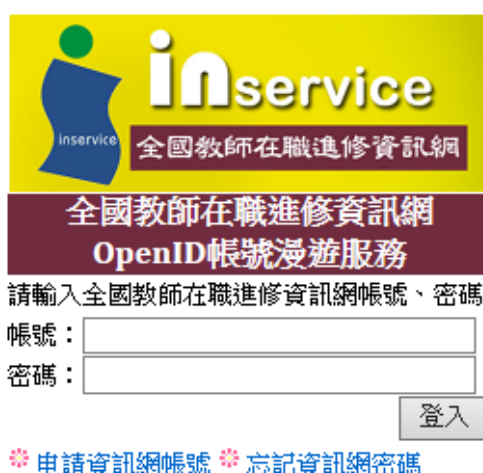 inservice
inservice
全國教師在職進修資訊網
全國教師在職進修資訊網
OpenID帳號漫遊服務
請輸入全國教師在職進修資訊網帳號、密碼
帳號：
密碼：
登入
申請資訊網帳號 忘記資訊網密碼